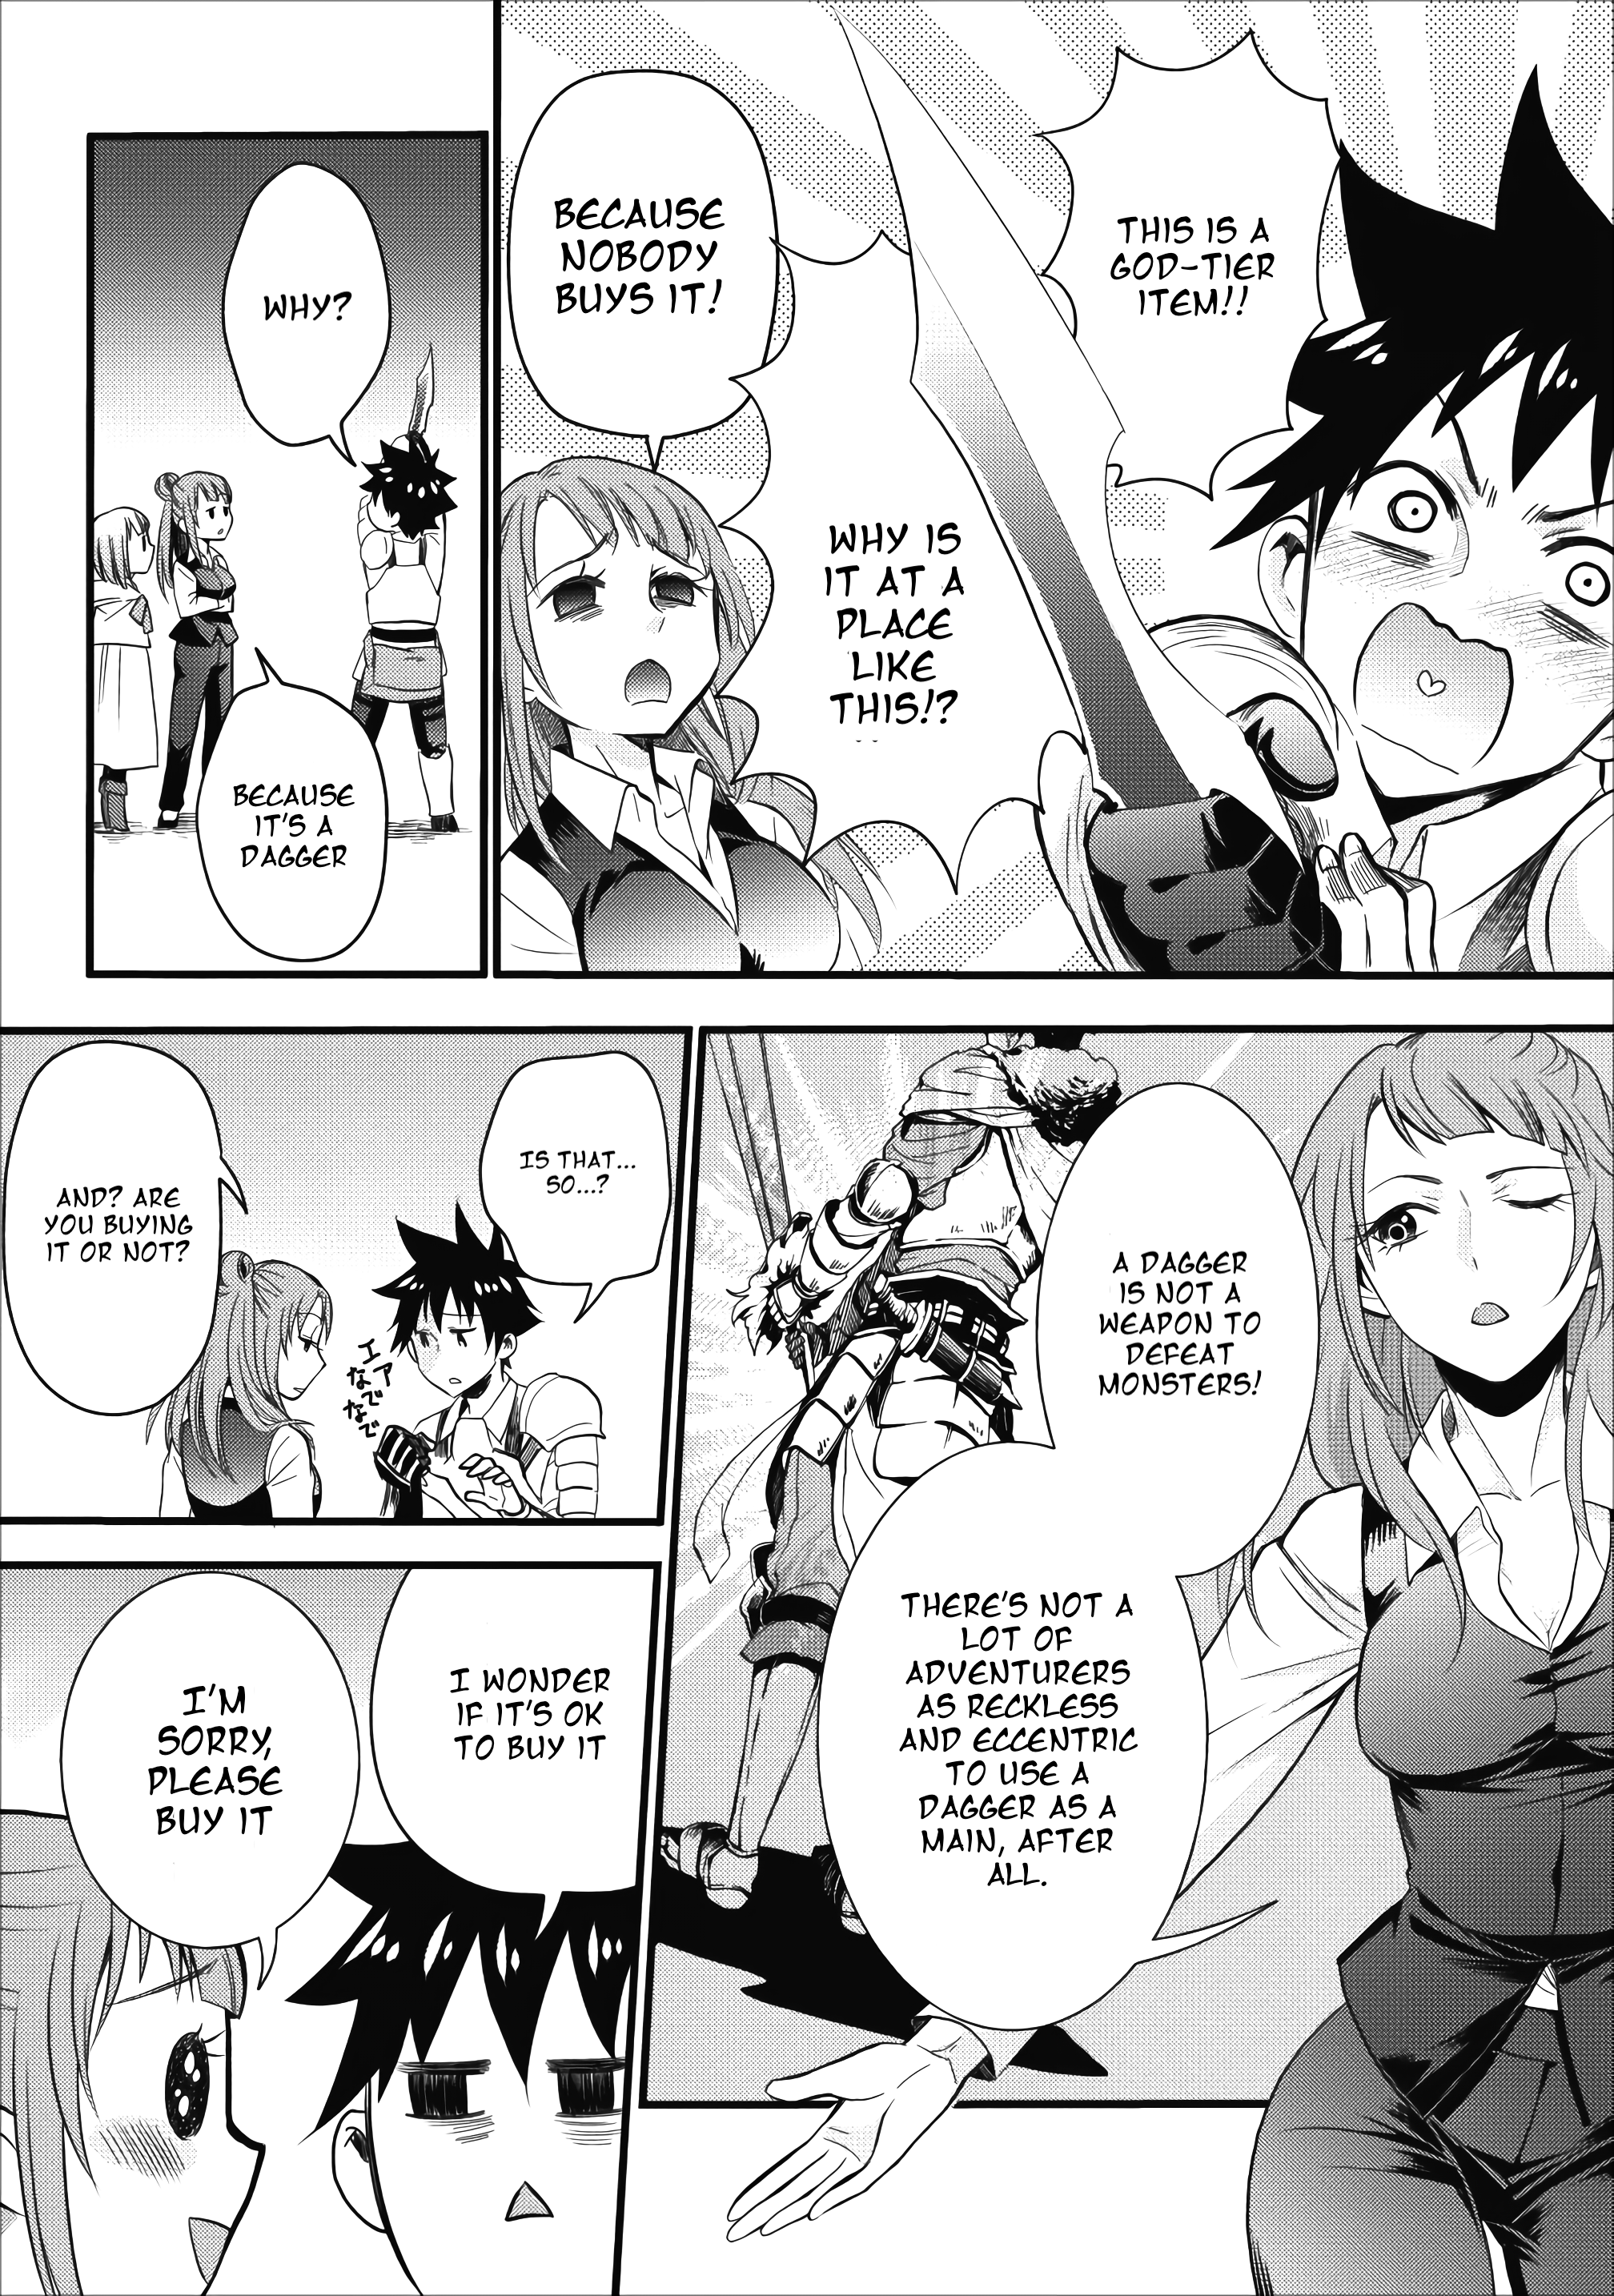 THIS IS A
GOD-TIER
ITEM!!
WHY IS
IT AT A
PLACE
LIKE
THIS!?
BECAUSE
NOBODY
BUYS IT!
WHY?
BECAUSE
IT'S A
DAGGER
A DAGGER
IS NOT A
WEAPON TO
DEFEAT
MONSTERS!
THERE'S NOT A
LOT OF
ADVENTURERS
AS RECKLESS
AND ECCENTRIC
TO USE A
DAGGER AS A
MAIN, AFTER
ALL.
IS THAT...
SO...?
エア
なで
なで
AND? ARE
YOU BUYING
IT OR NOT?
I WONDER
IF IT'S OK
TO BUY IT
I'M
SORRY,
PLEASE
BUY IT